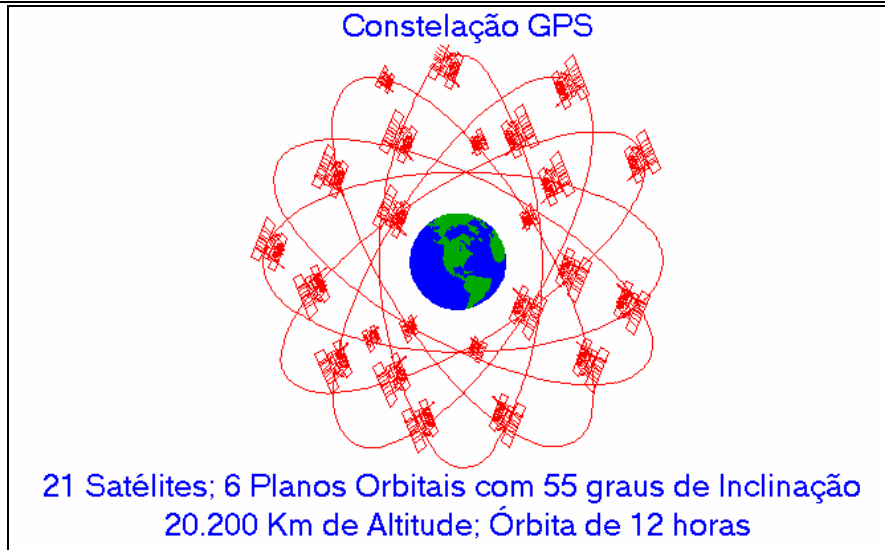 Constelação GPS
21 Satélites; 6 Planos Orbitais com 55 graus de Inclinação
20.200 Km de Altitude; Órbita de 12 horas